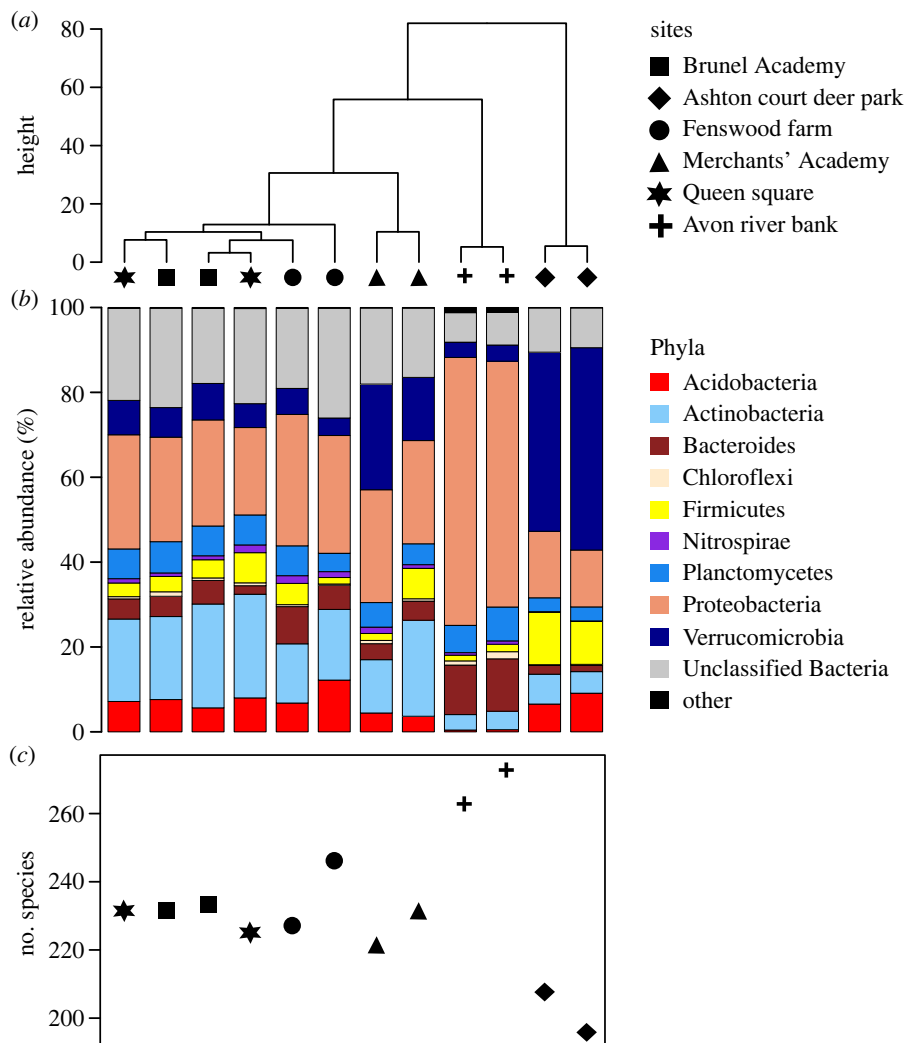 (a)
80
60
40
20
0
height
sites
Brunel Academy
Ashton court deer park
Fenswood farm
Merchants' Academy
Queen square
Avon river bank
(b)
100
80
60
40
20
0
relative abundance (%)
Phyla
Acidobacteria
Actinobacteria
Bacteroides
Chloroflexi
Firmicutes
Nitrospirae
Planctomycetes
Proteobacteria
Verrucomicrobia
Unclassified Bacteria
other
(c)
260
240
220
200
no. species